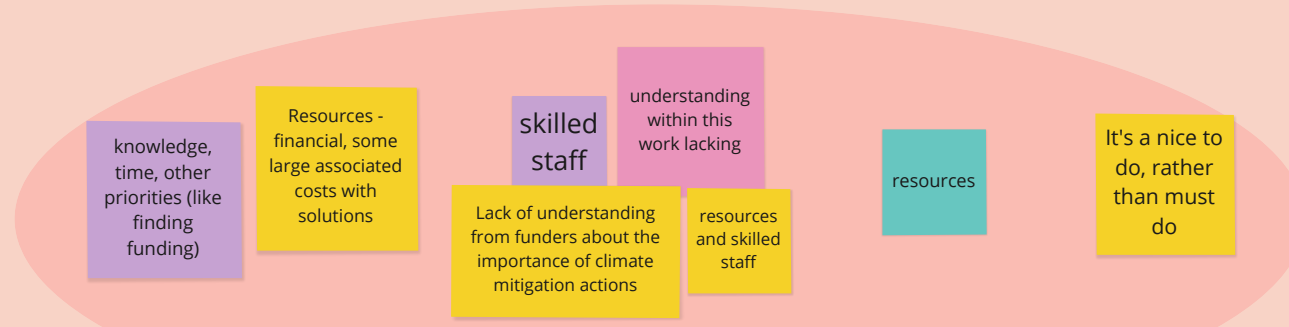 knowledge,
time, other
priorities (like
finding
funding)
Resources -
financial, some
large associated
costs with
solutions
skilled
staff
understanding
within this
work lacking
Lack of understanding
from funders about the
importance of climate
mitigation actions
resources
and skilled
staff
resources
It's a nice to
do, rather
than must
do